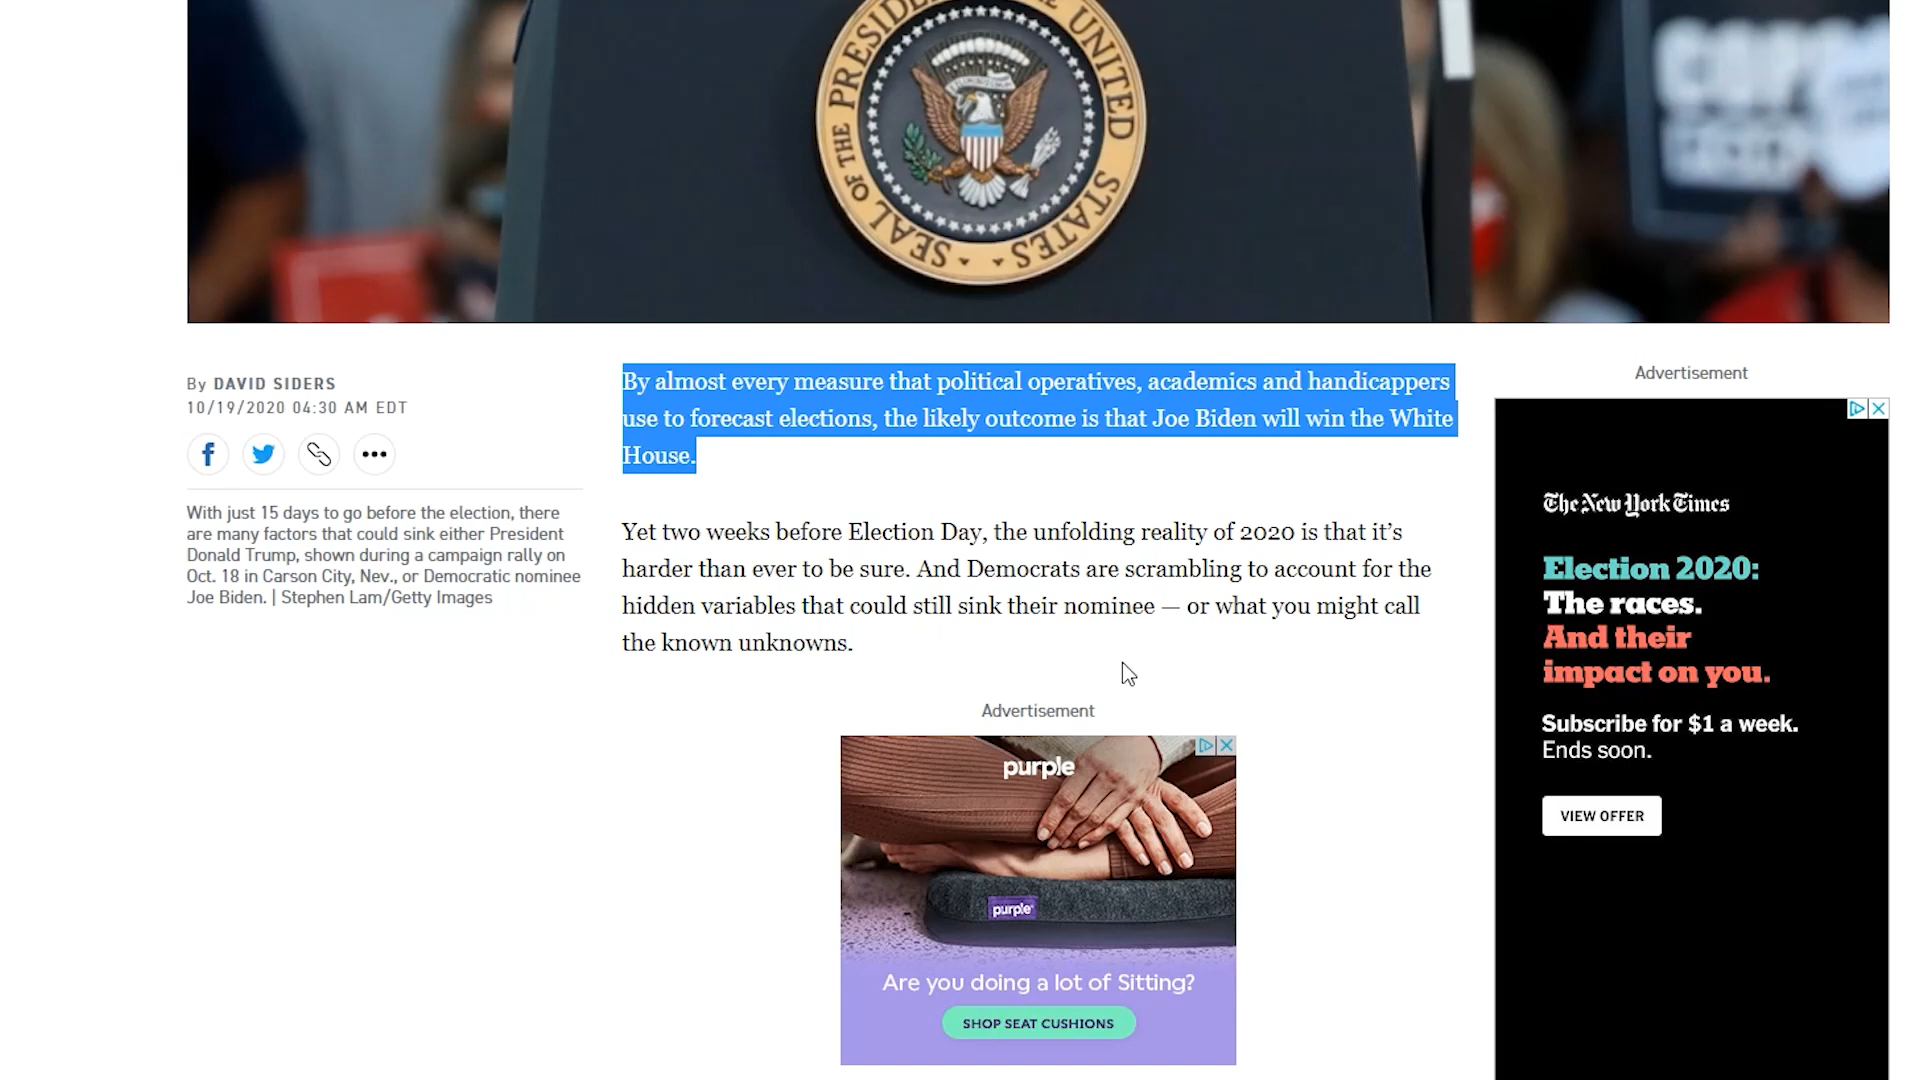 SEAL OF THE PRESIDENT OF THE UNITED STATES
By DAVID SIDERS
10/19/2020 04:30 AM EDT
With just 15 days to go before the election, there
are many factors that could sink either President
Donald Trump, shown during a campaign rally on
Oct. 18 in Carson City, Nev., or Democratic nominee
Joe Biden. | Stephen Lam/Getty Images
By almost every measure that political operatives, academics and handicappers
use to forecast elections, the likely outcome is that Joe Biden will win the White
House.
Yet two weeks before Election Day, the unfolding reality of 2020 is that it’s
harder than ever to be sure. And Democrats are scrambling to account for the
hidden variables that could still sink their nominee — or what you might call
the known unknowns.
Advertisement
purple
purple
Are you doing a lot of Sitting?
SHOP SEAT CUSHIONS
Advertisement
The New York Times
Election 2020:
The races.
And their
impact on you.
Subscribe for $1 a week.
Ends soon.
VIEW OFFER